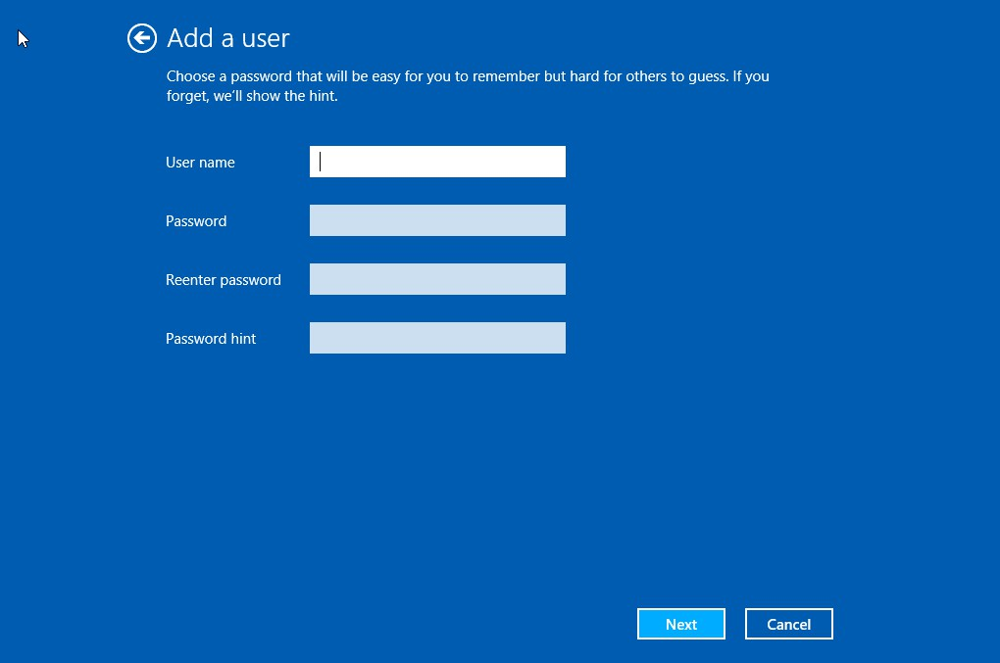 Add a user
Choose a password that will be easy for you to remember but hard for others to guess. If you
forget, we'll show the hint.
User name
Password
Reenter password
Password hint
Next
Cancel